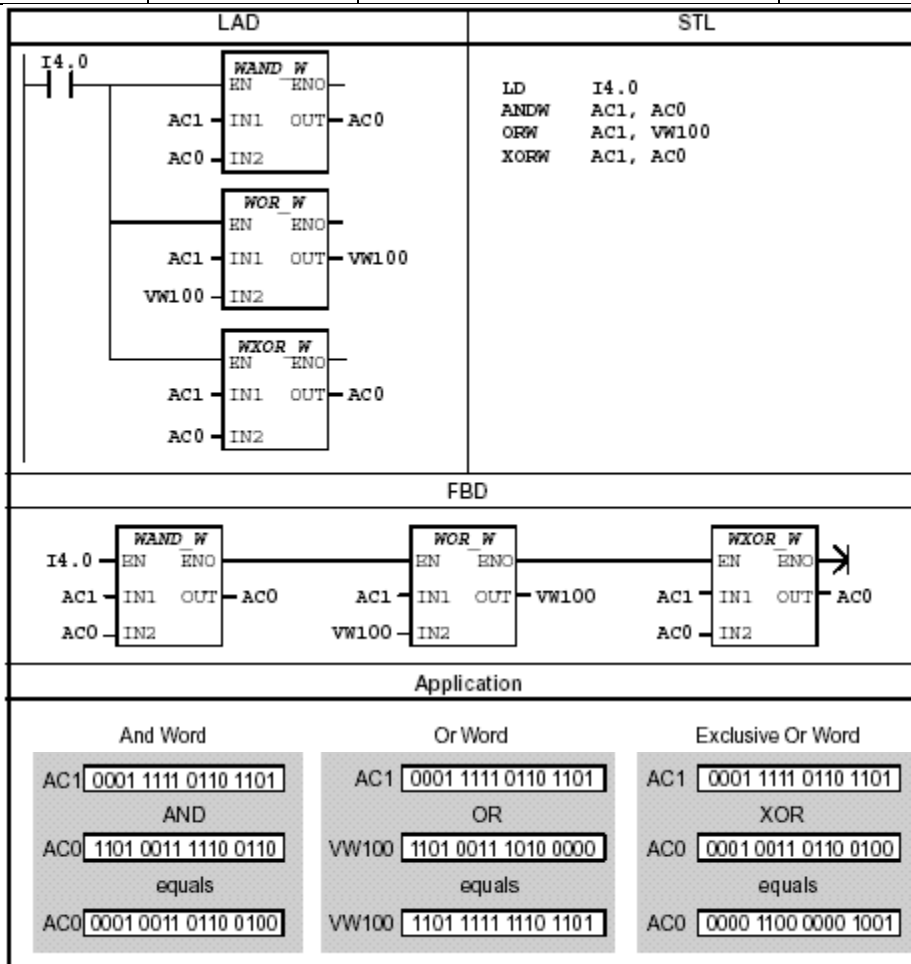 LAD
STL
I4.0
WAND_W
EN ENO
AC1 IN1 OUT AC0
AC0 IN2
WOR_W
EN ENO
AC1 IN1 OUT VW100
VW100 IN2
WXOR_W
EN ENO
AC1 IN1 OUT AC0
AC0 IN2
LD I4.0
ANDW AC1, AC0
ORW AC1, VW100
XORW AC1, AC0
FBD
WAND_W
I4.0 EN ENO
AC1 IN1 OUT AC0
AC0 IN2
WOR_W
EN ENO
AC1 IN1 OUT VW100
VW100 IN2
WXOR_W
EN ENO
AC1 IN1 OUT AC0
AC0 IN2
Application
And Word
AC1 0001 1111 0110 1101
AND
AC0 1101 0011 1110 0110
equals
AC0 0001 0011 0110 0100
Or Word
AC1 0001 1111 0110 1101
OR
VW100 1101 0011 1010 0000
equals
VW100 1101 1111 1110 1101
Exclusive Or Word
AC1 0001 1111 0110 1101
XOR
AC0 0001 0011 0110 0100
equals
AC0 0000 1100 0000 1001